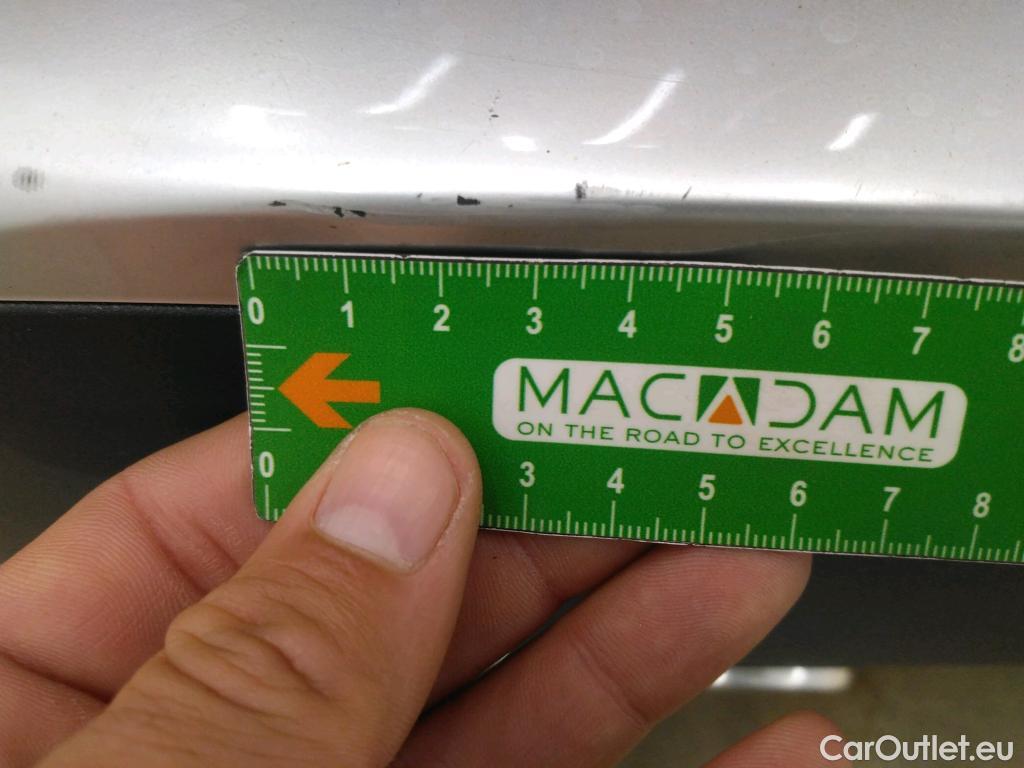 0 1 2 3 4 5 6 7 8
MACADAM
ON THE ROAD TO EXCELLENCE
0 3 4 5 6 7 8
CarOutlet.eu